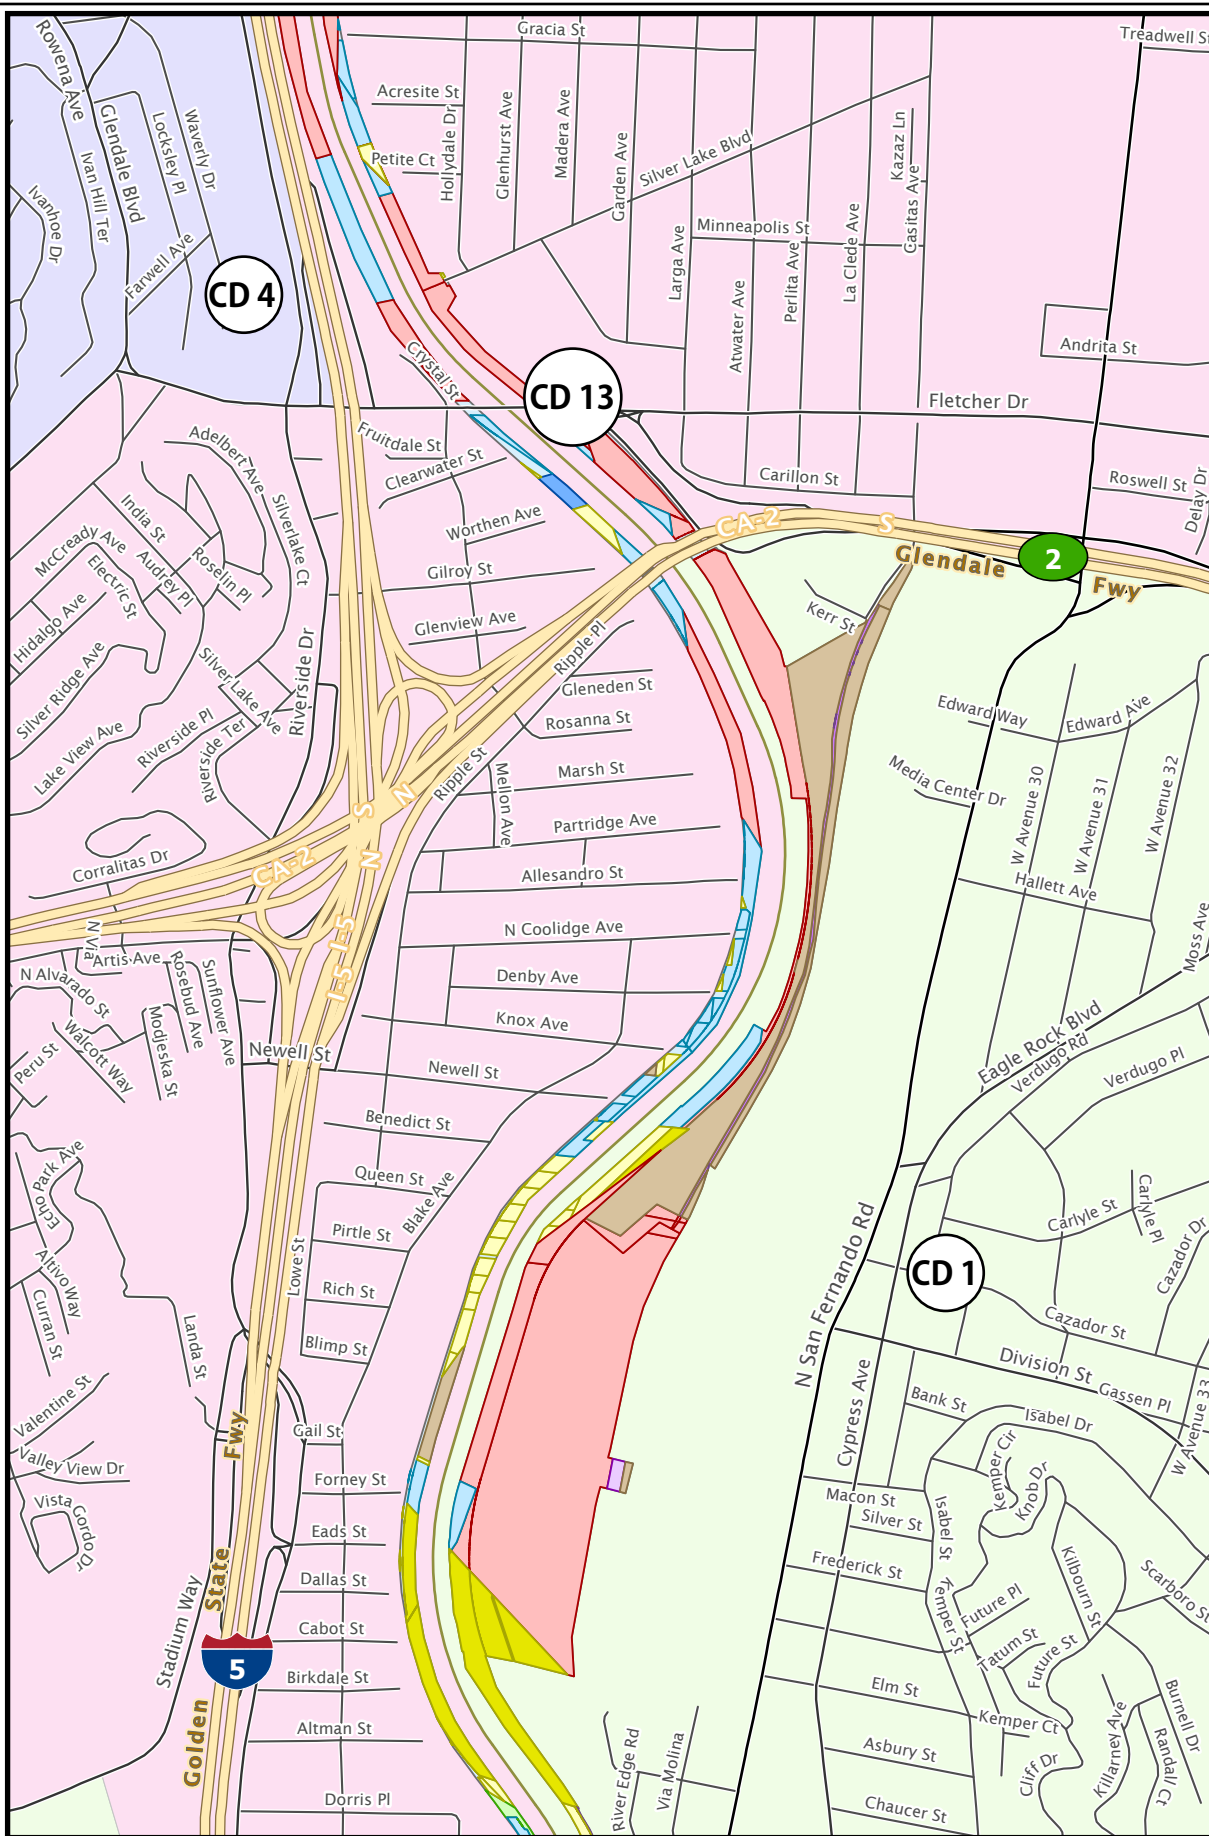 Gracia St
Treadwell St
Rowena Ave
Acresite St
Glendale Blvd
Locksley Pl
Waverly Dr
Ivan Hill Ter
Petite Ct
Hollydale Dr
Glenhurst Ave
Madera Ave
Garden Ave
Silver Lake Blvd
Kazaz Ln
Casitas Ave
Ivanhoe Dr
Farwell Ave
CD 4
Larga Ave
Minneapolis St
Atwater Ave
Perlita Ave
La Clede Ave
Andrita St
Crystal St
CD 13
Fletcher Dr
Fruitdale St
Clearwater St
Adelbert Ave
Silverlake Ct
Carillon St
Roswell St
Delay Dr
India St
McCready Ave
Audrey Pl
Roselin Pl
Electric St
Worthen Ave
CA-2
S
Glendale
2
Fwy
Gilroy St
Hidalgo Ave
Glenview Ave
Kerr St
Ripple Pl
Silver Ridge Ave
Silver Lake Ave
Riverside Dr
Gleneden St
Rosanna St
Edward Way
Edward Ave
Lake View Ave
Riverside Pl
Riverside Ter
Marsh St
Ripple St
Mellon Ave
Media Center Dr
W Avenue 30
W Avenue 31
W Avenue 32
S
N
Partridge Ave
Corralitas Dr
CA-2
N
Allesandro St
Hallett Ave
N Via
I-5
N Coolidge Ave
Moss Ave
Artis Ave
N Alvarado St
Rosebud Ave
Sunflower Ave
I-5
Denby Ave
Knox Ave
Walcott Way
Modjeska St
Peru St
Newell St
Newell St
Eagle Rock Blvd
Verdugo Rd
Verdugo Pl
Benedict St
Echo Park Ave
Queen St
Blake Ave
Carlyle St
Carlyle Pl
Pirtle St
Lowe St
N San Fernando Rd
CD 1
Cazador Dr
Altivo Way
Curran St
Rich St
Landa St
Blimp St
Cazador St
Division St
Gassen Pl
W Avenue 33
Cypress Ave
Bank St
Isabel Dr
Valentine St
Fwy
Gail St
Valley View Dr
Kemper Cir
Knob Dr
Forney St
Macon St
Silver St
Isabel St
Vista Gordo Dr
Eads St
Frederick St
Kilbourn St
Scarboro St
State
Dallas St
Kemper St
Future Pl
Stadium Way
Cabot St
Tatum St
Future St
5
Birkdale St
Elm St
Burnell Dr
Golden
Altman St
Kemper Ct
River Edge Rd
Via Molina
Asbury St
Cliff Dr
Killarney Ave
Randall Ct
Dorris Pl
Chaucer St